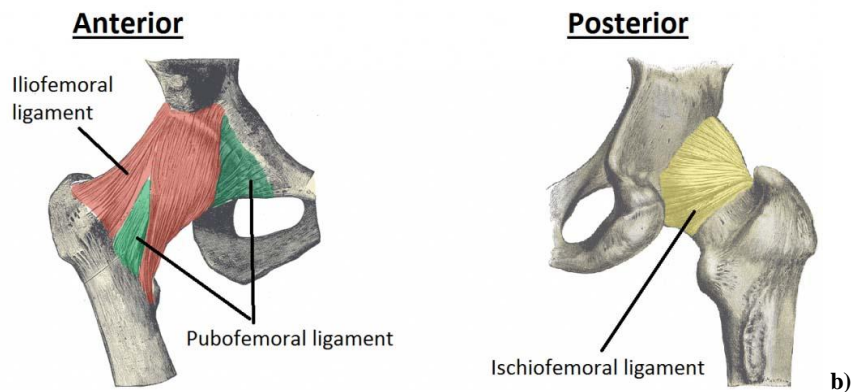 Anterior
Posterior
Iliofemoral
ligament
Pubofemoral ligament
Ischiofemoral ligament
b)